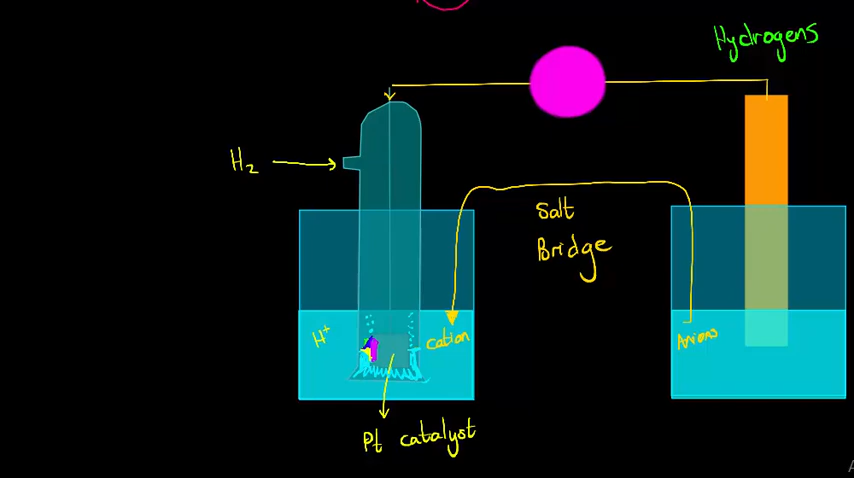 Hydrogens
H₂
Salt
Bridge
H⁺
cation
Anions
Pt catalyst
A